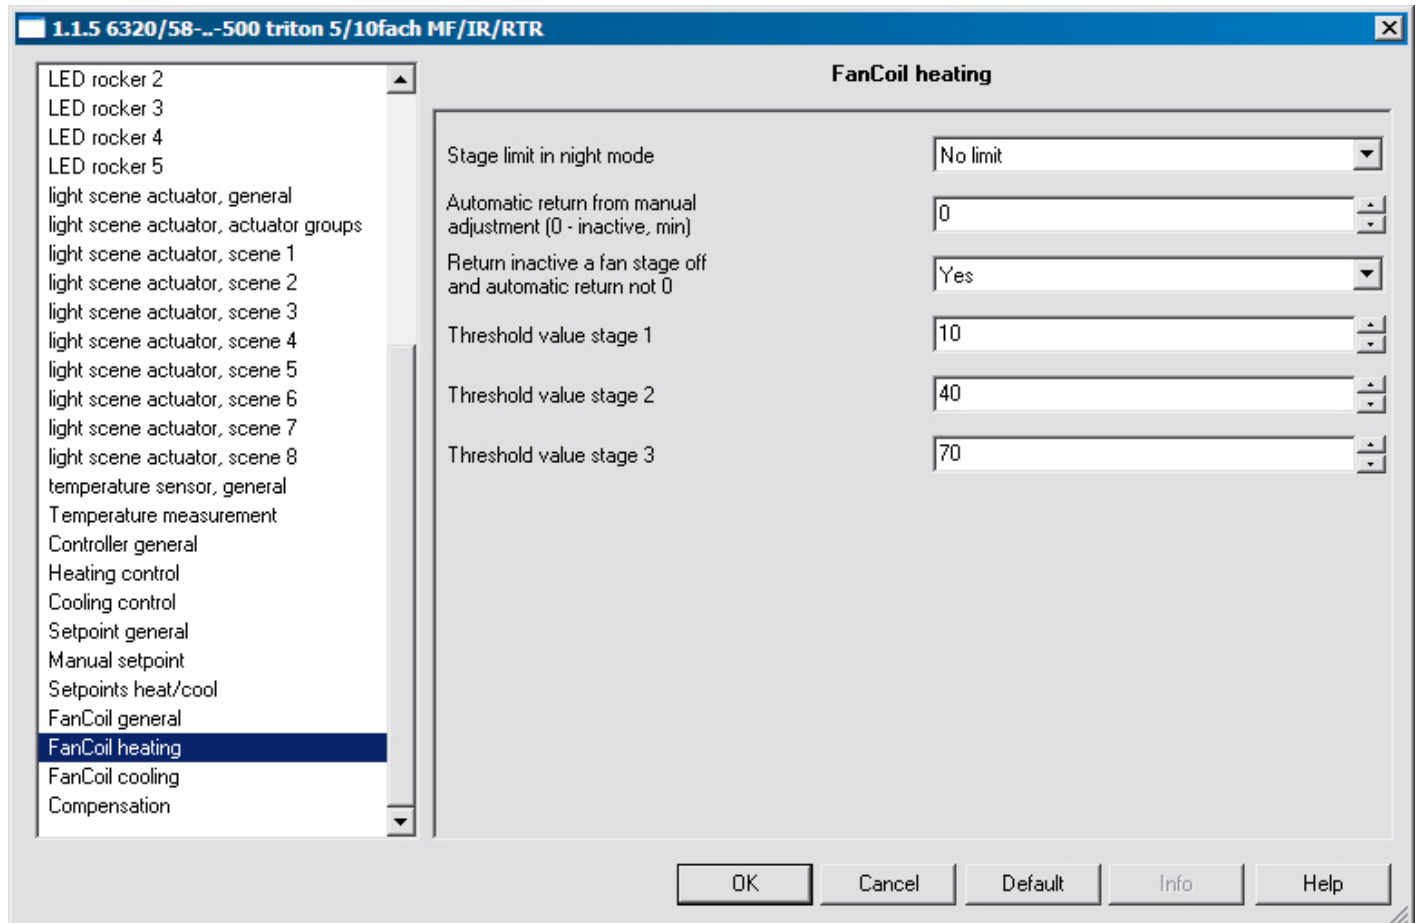 1.1.5 6320/58-..-500 triton 5/10fach MF/IR/RTR
LED rocker 2
LED rocker 3
LED rocker 4
LED rocker 5
light scene actuator, general
light scene actuator, actuator groups
light scene actuator, scene 1
light scene actuator, scene 2
light scene actuator, scene 3
light scene actuator, scene 4
light scene actuator, scene 5
light scene actuator, scene 6
light scene actuator, scene 7
light scene actuator, scene 8
temperature sensor, general
Temperature measurement
Controller general
Heating control
Cooling control
Setpoint general
Manual setpoint
Setpoints heat/cool
FanCoil general
FanCoil heating
FanCoil cooling
Compensation
FanCoil heating
Stage limit in night mode
No limit
Automatic return from manual
adjustment (0 - inactive, min)
0
Return inactive a fan stage off
and automatic return not 0
Yes
Threshold value stage 1
10
Threshold value stage 2
40
Threshold value stage 3
70
OK
Cancel
Default
Info
Help